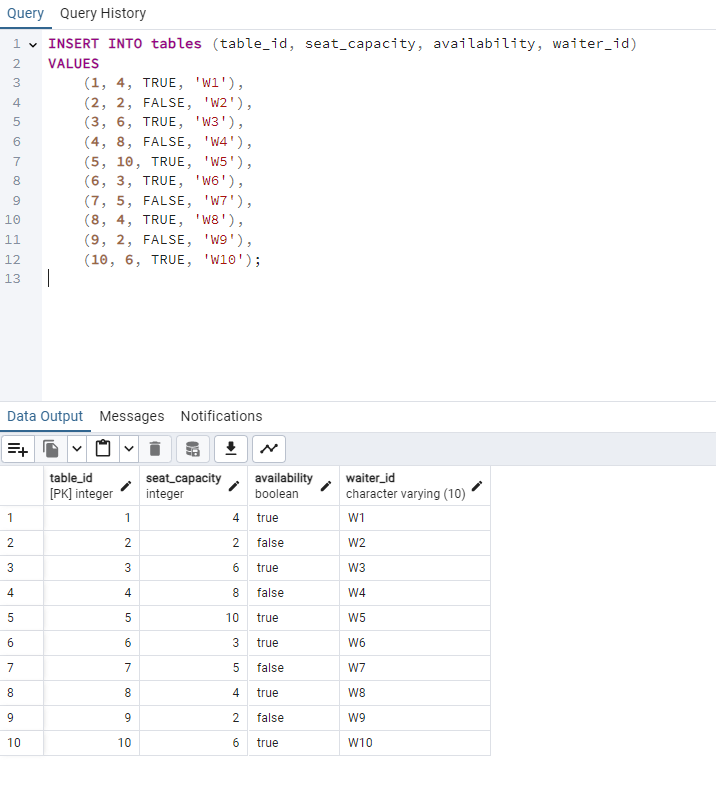 Query Query History
1 INSERT INTO tables (table_id, seat_capacity, availability, waiter_id)
2 VALUES
3 (1, 4, TRUE, 'W1'),
4 (2, 2, FALSE, 'W2'),
5 (3, 6, TRUE, 'W3'),
6 (4, 8, FALSE, 'W4'),
7 (5, 10, TRUE, 'W5'),
8 (6, 3, TRUE, 'W6'),
9 (7, 5, FALSE, 'W7'),
10 (8, 4, TRUE, 'W8'),
11 (9, 2, FALSE, 'W9'),
12 (10, 6, TRUE, 'W10');
13
Data Output Messages Notifications
table_id seat_capacity availability waiter_id
[PK] integer integer boolean character varying (10)
1 1 4 true W1
2 2 2 false W2
3 3 6 true W3
4 4 8 false W4
5 5 10 true W5
6 6 3 true W6
7 7 5 false W7
8 8 4 true W8
9 9 2 false W9
10 10 6 true W10